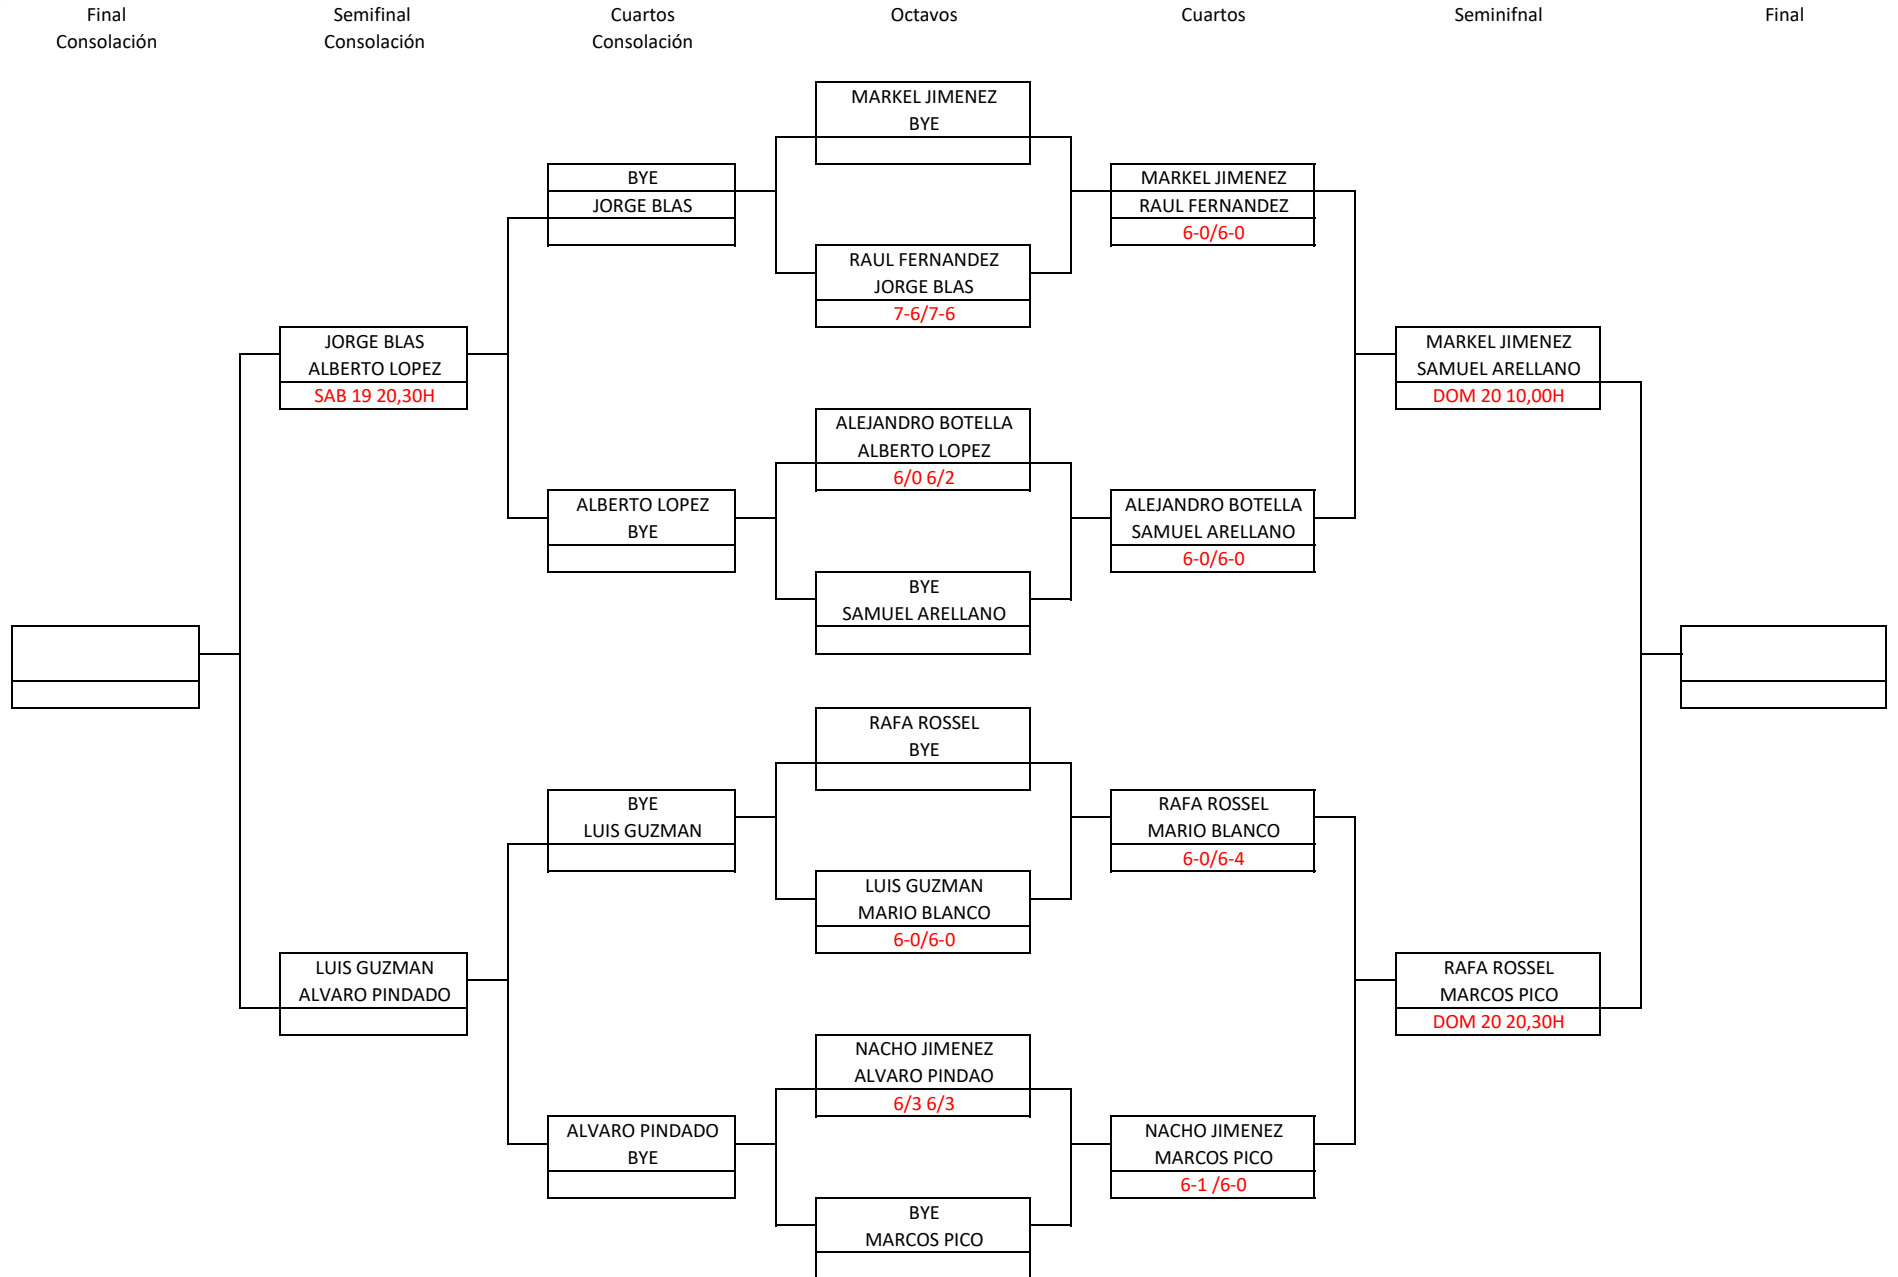 Final
Consolación
Semifinal
Consolación
Cuartos
Consolación
Octavos
Cuartos
Seminifnal
Final
MARKEL JIMENEZ
BYE
BYE
JORGE BLAS
MARKEL JIMENEZ
RAUL FERNANDEZ
6-0/6-0
RAUL FERNANDEZ
JORGE BLAS
7-6/7-6
JORGE BLAS
ALBERTO LOPEZ
SAB 19 20,30H
MARKEL JIMENEZ
SAMUEL ARELLANO
DOM 20 10,00H
ALEJANDRO BOTELLA
ALBERTO LOPEZ
6/0 6/2
ALBERTO LOPEZ
BYE
ALEJANDRO BOTELLA
SAMUEL ARELLANO
6-0/6-0
BYE
SAMUEL ARELLANO
RAFA ROSSEL
BYE
BYE
LUIS GUZMAN
RAFA ROSSEL
MARIO BLANCO
6-0/6-4
LUIS GUZMAN
MARIO BLANCO
6-0/6-0
LUIS GUZMAN
ALVARO PINDADO
RAFA ROSSEL
MARCOS PICO
DOM 20 20,30H
NACHO JIMENEZ
ALVARO PINDAO
6/3 6/3
ALVARO PINDADO
BYE
NACHO JIMENEZ
MARCOS PICO
6-1 /6-0
BYE
MARCOS PICO